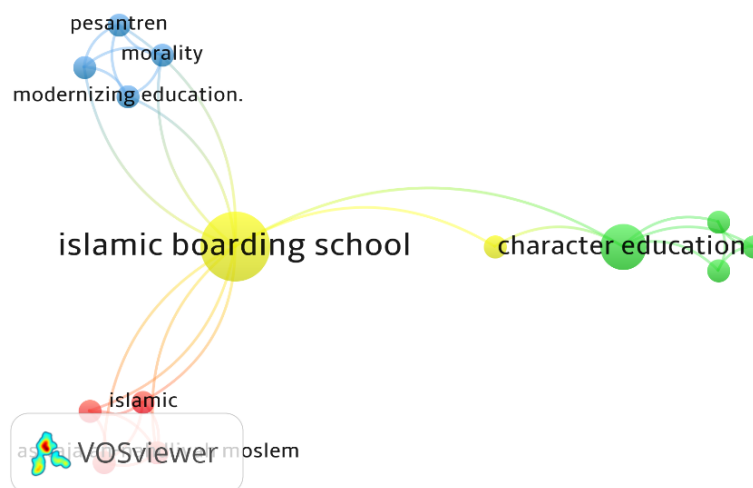 pesantren
morality
modernizing education.
islamic boarding school
character education
islamic
moslem
VOSviewer